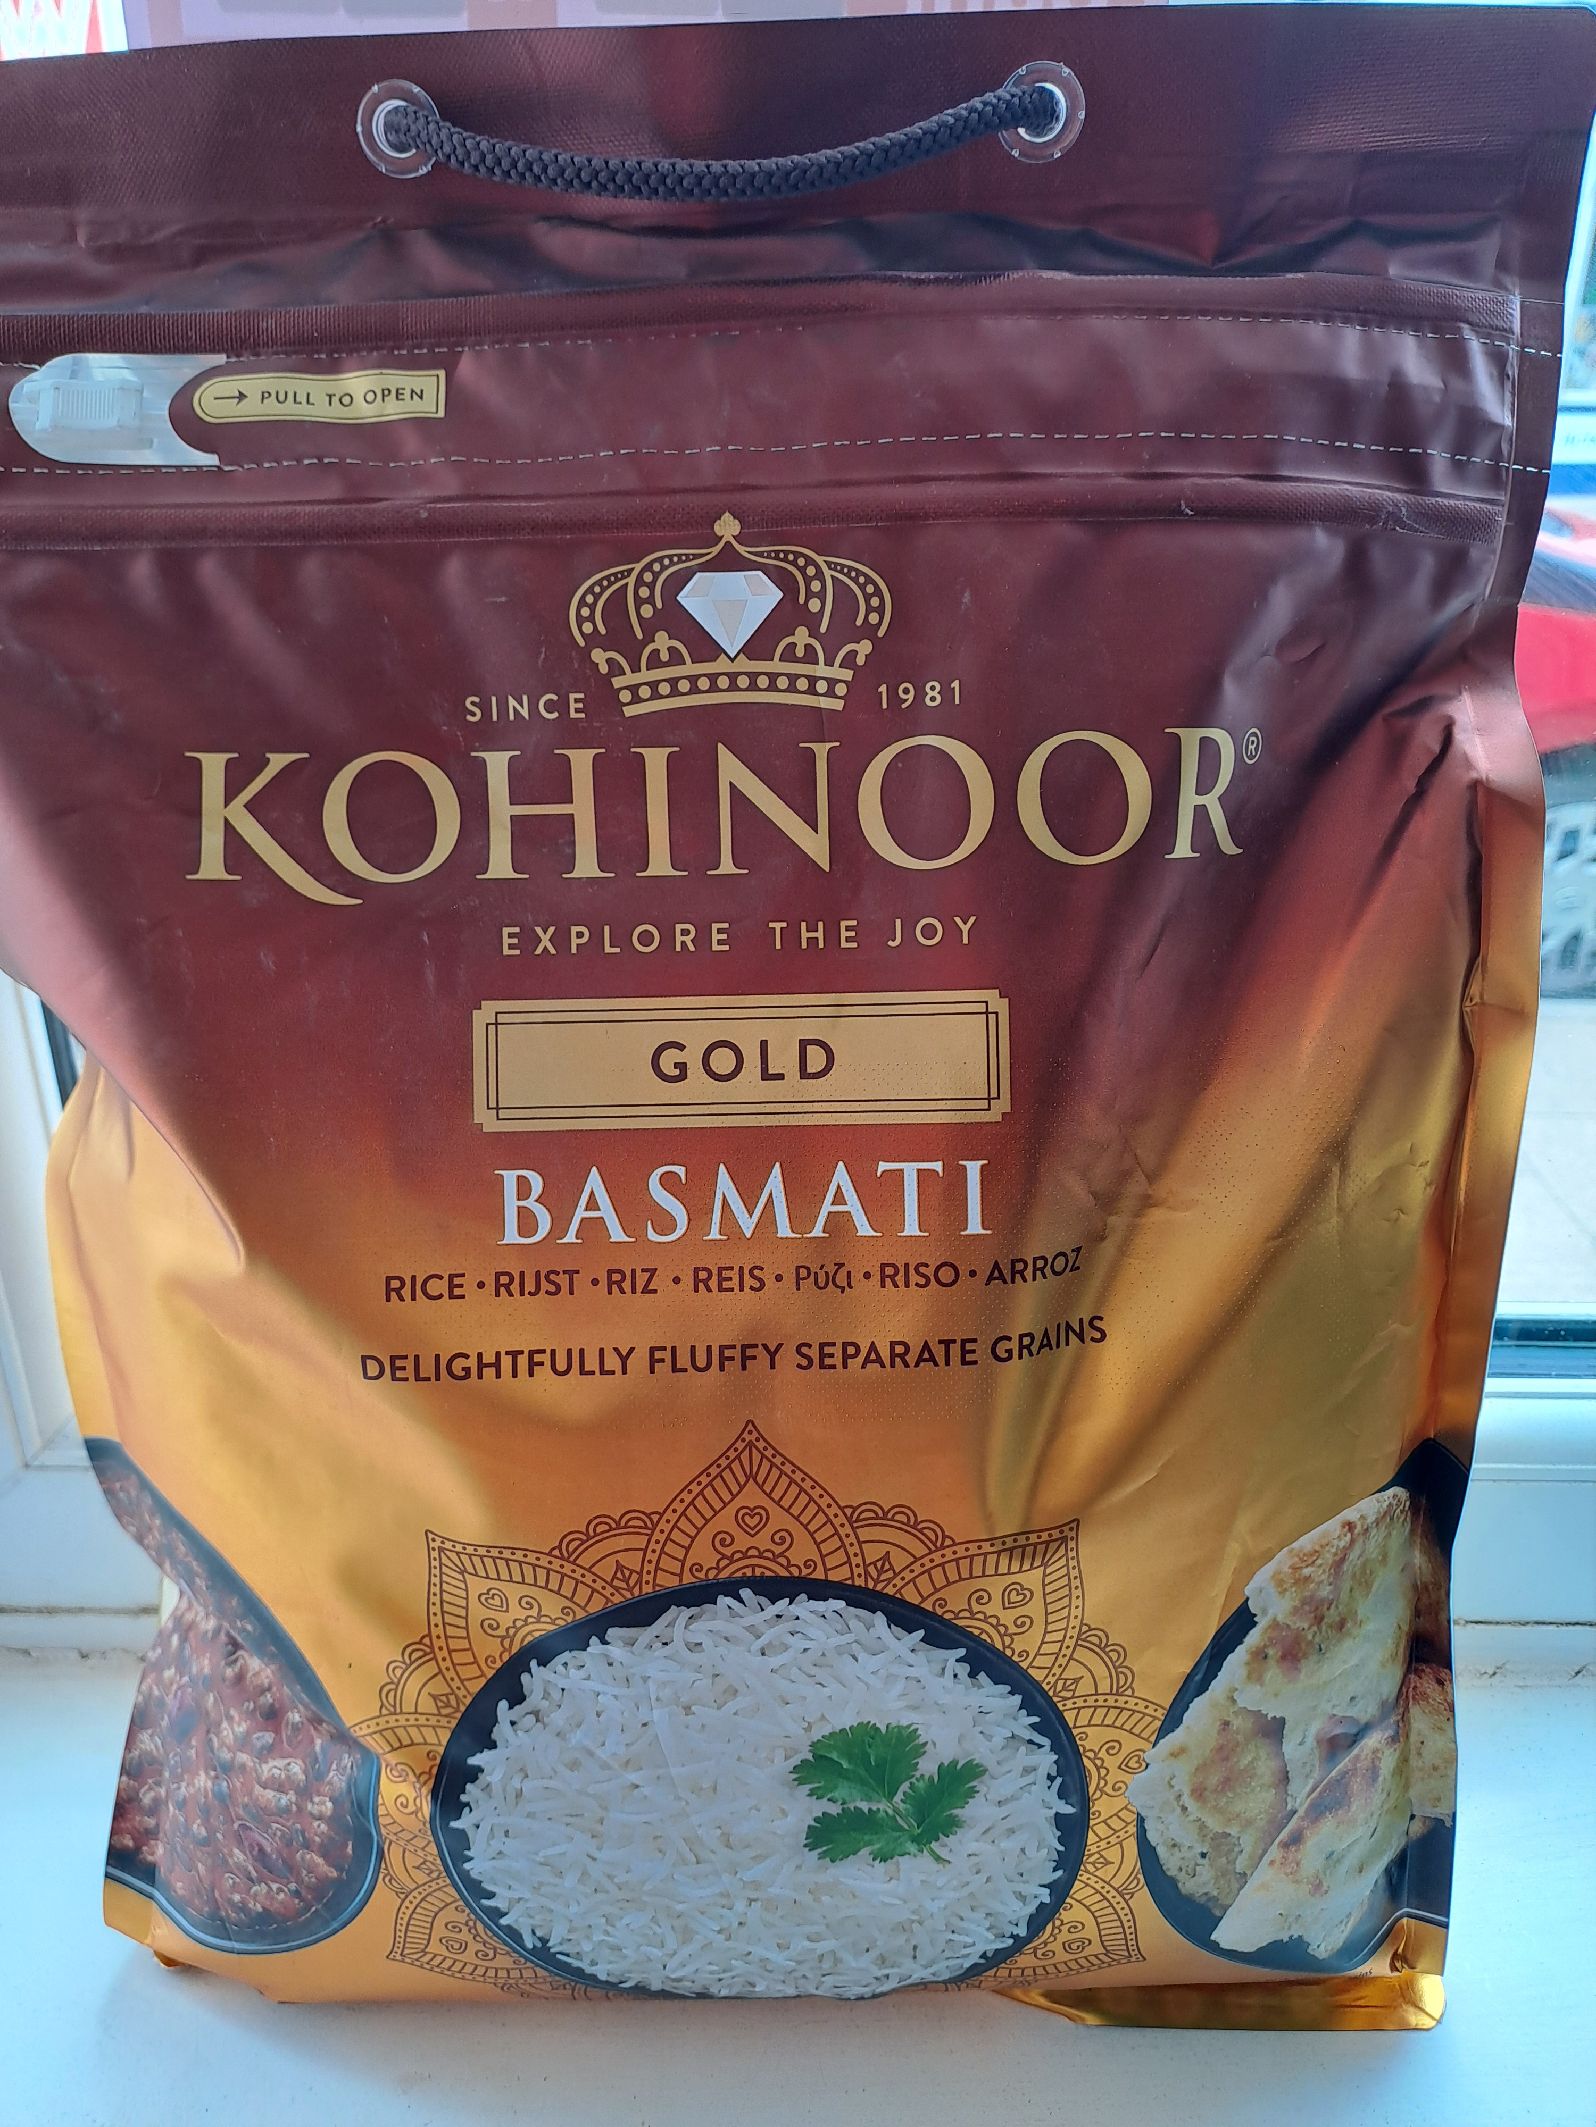 → PULL TO OPEN
SINCE 1981
KOHINOOR®
EXPLORE THE JOY
GOLD
BASMATI
RICE • RIJST • RIZ • REIS • Ρύζι • RISO • ARROZ
DELIGHTFULLY FLUFFY SEPARATE GRAINS